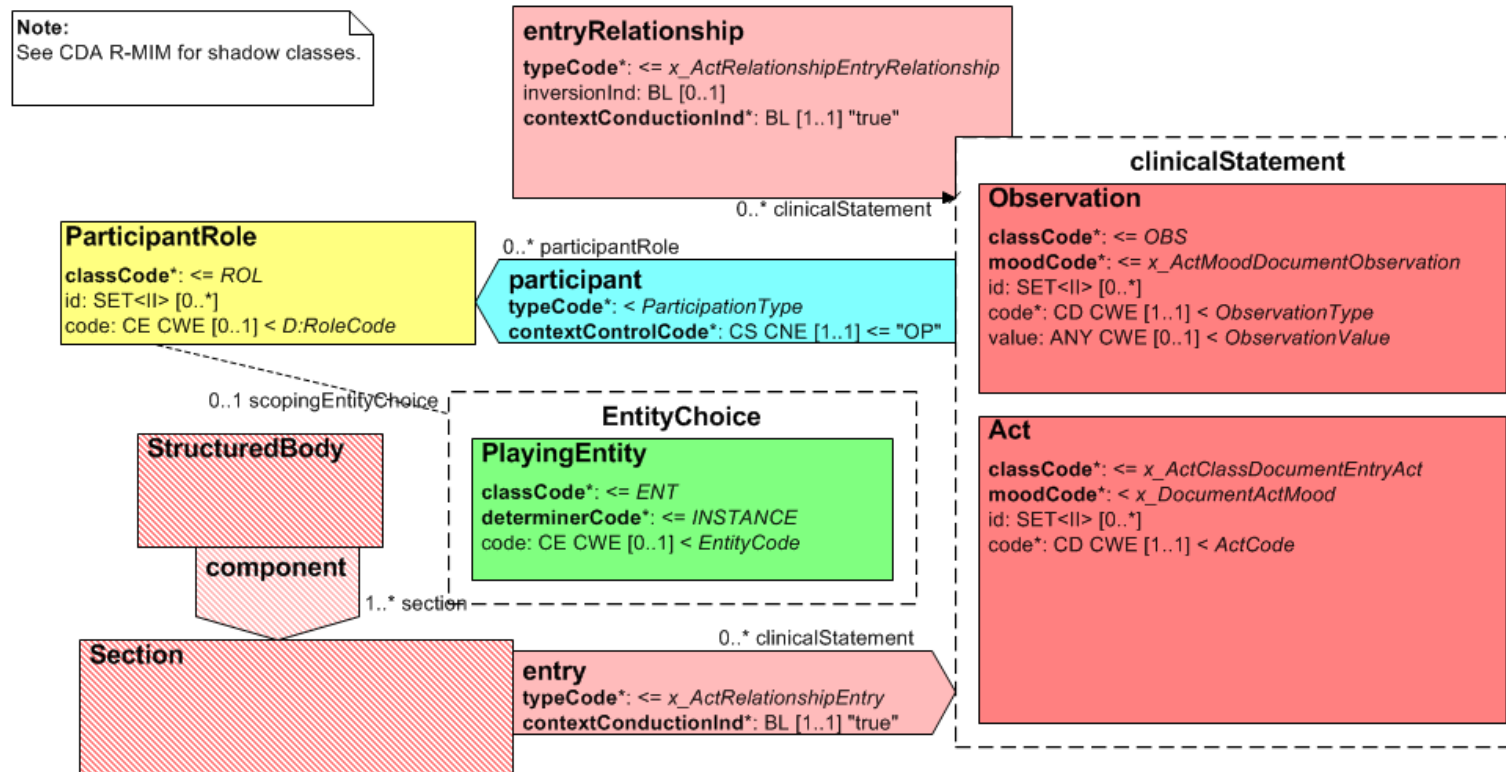 Note:
See CDA R-MIM for shadow classes.
entryRelationship
typeCode*: <= x_ActRelationshipEntryRelationship
inversionInd: BL [0..1]
contextConductionInd*: BL [1..1] "true"
0..* clinicalStatement
clinicalStatement
Observation
classCode*: <= OBS
moodCode*: <= x_ActMoodDocumentObservation
id: SET<II> [0..*]
code*: CD CWE [1..1] < ObservationType
value: ANY CWE [0..1] < ObservationValue
ParticipantRole
classCode*: <= ROL
id: SET<II> [0..*]
code: CE CWE [0..1] < D:RoleCode
0..* participantRole
participant
typeCode*: < ParticipationType
contextControlCode*: CS CNE [1..1] <= "OP"
0..1 scopingEntityChoice
EntityChoice
PlayingEntity
classCode*: <= ENT
determinerCode*: <= INSTANCE
code: CE CWE [0..1] < EntityCode
Act
classCode*: <= x_ActClassDocumentEntryAct
moodCode*: < x_DocumentActMood
id: SET<II> [0..*]
code*: CD CWE [1..1] < ActCode
StructuredBody
component
1..* section
Section
0..* clinicalStatement
entry
typeCode*: <= x_ActRelationshipEntry
contextConductionInd*: BL [1..1] "true"